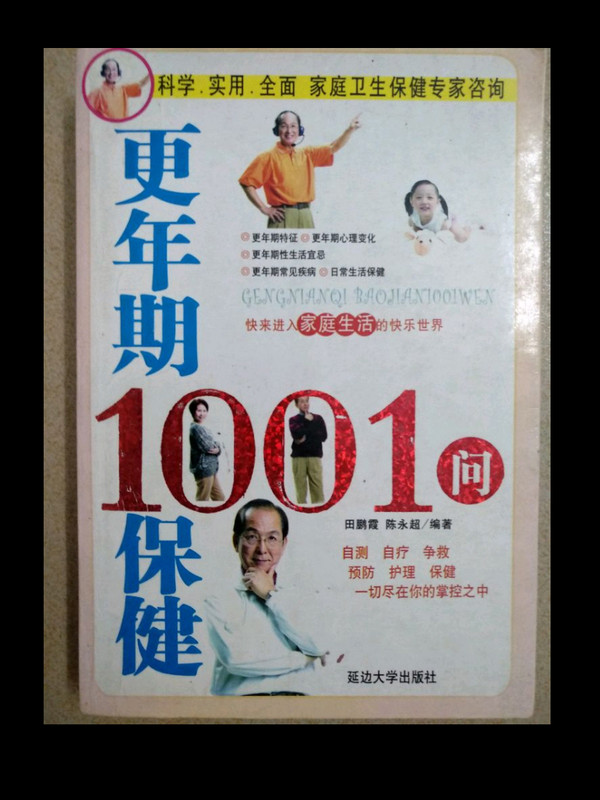 科学.实用.全面 家庭卫生保健专家咨询
更年期
更年期特征 更年期心理变化
更年期性生活宜忌
更年期常见疾病 日常生活保健
GENGNIANQI BAOJIAN1001WEN
快来进入家庭生活的快乐世界
1001问
保健
田鹏霞 陈永超/编著
自测 自疗 争救
预防 护理 保健
一切尽在你的掌控之中
延边大学出版社